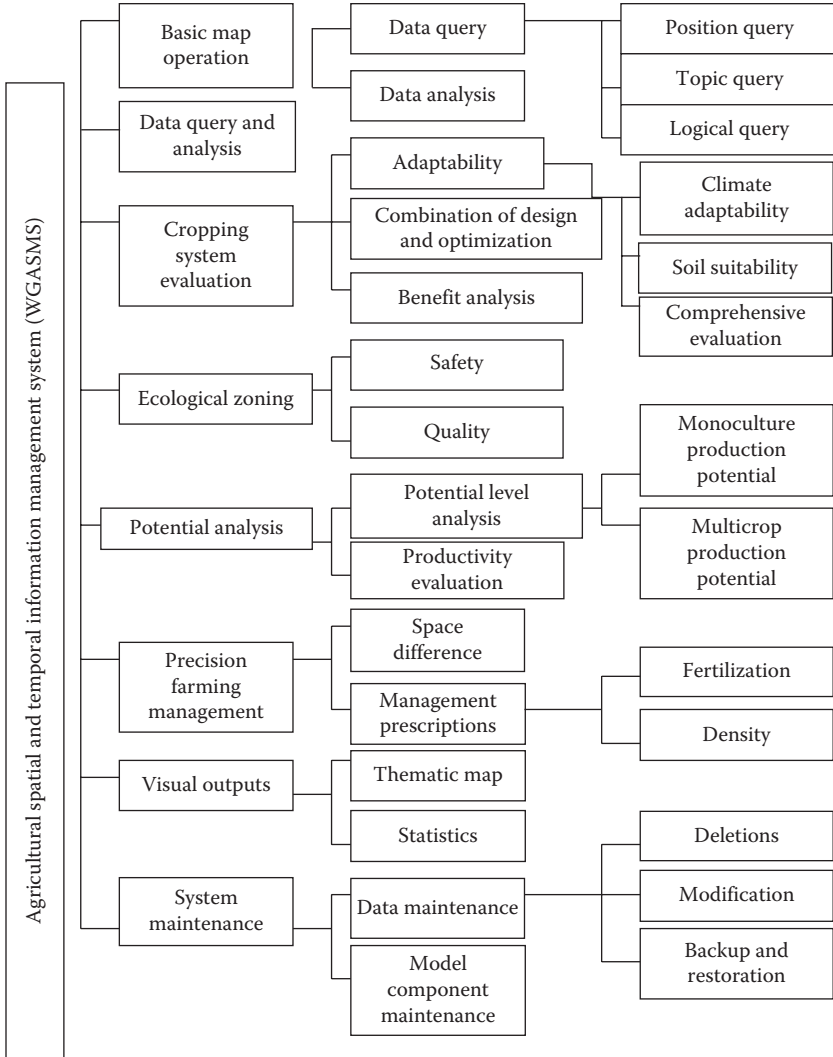 Agricultural spatial and temporal information management system (WGASMS)
Basic map
operation
Data query and
analysis
Cropping
system
evaluation
Ecological zoning
Potential analysis
Precision
farming
management
Visual outputs
System
maintenance
Data query
Data analysis
Adaptability
Combination of design
and optimization
Benefit analysis
Safety
Quality
Potential level
analysis
Productivity
evaluation
Space
difference
Management
prescriptions
Thematic map
Statistics
Data maintenance
Model
component
maintenance
Position query
Topic query
Logical query
Climate
adaptability
Soil suitability
Comprehensive
evaluation
Monoculture
production
potential
Multicrop
production
potential
Fertilization
Density
Deletions
Modification
Backup and
restoration